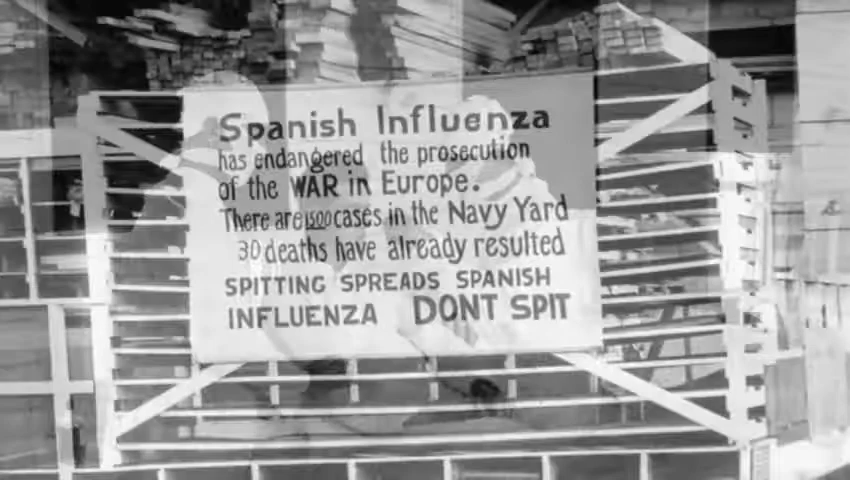 Spanish Influenza
has endangered the prosecution
of the WAR in Europe.
There are 1500 cases in the Navy Yard
30 deaths have already resulted
SPITTING SPREADS SPANISH
INFLUENZA DONT SPIT